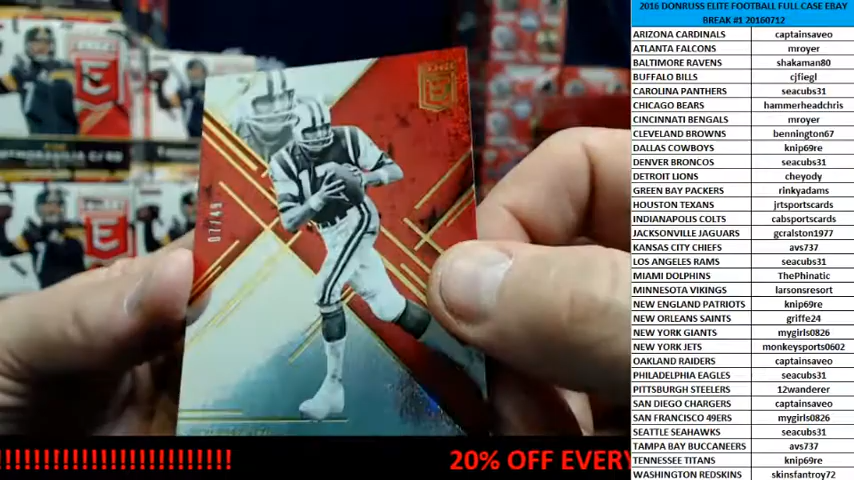 2016 DONRUSS ELITE FOOTBALL FULL CASE EBAY
BREAK #1 20160712
ARIZONA CARDINALS captainsaveo
ATLANTA FALCONS mroyer
BALTIMORE RAVENS shakaman80
BUFFALO BILLS cjfiegl
CAROLINA PANTHERS seacubs31
CHICAGO BEARS hammerheadchris
CINCINNATI BENGALS mroyer
CLEVELAND BROWNS bennington67
DALLAS COWBOYS knip69re
DENVER BRONCOS seacubs31
DETROIT LIONS cheyody
GREEN BAY PACKERS rinkyadams
HOUSTON TEXANS jrtsportscards
INDIANAPOLIS COLTS cabsportscards
JACKSONVILLE JAGUARS gcralston1977
KANSAS CITY CHIEFS avs737
LOS ANGELES RAMS seacubs31
MIAMI DOLPHINS ThePhinatic
MINNESOTA VIKINGS larsonsresort
NEW ENGLAND PATRIOTS knip69re
NEW ORLEANS SAINTS griffe24
NEW YORK GIANTS mygirls0826
NEW YORK JETS monkeysports0602
OAKLAND RAIDERS captainsaveo
PHILADELPHIA EAGLES seacubs31
PITTSBURGH STEELERS 12wanderer
SAN DIEGO CHARGERS captainsaveo
SAN FRANCISCO 49ERS mygirls0826
SEATTLE SEAHAWKS seacubs31
TAMPA BAY BUCCANEERS avs737
TENNESSEE TITANS knip69re
WASHINGTON REDSKINS skinsfantroy72
07/49
!!!!!!!!!!!!!!!!!!!!!!!!!! 20% OFF EVERY